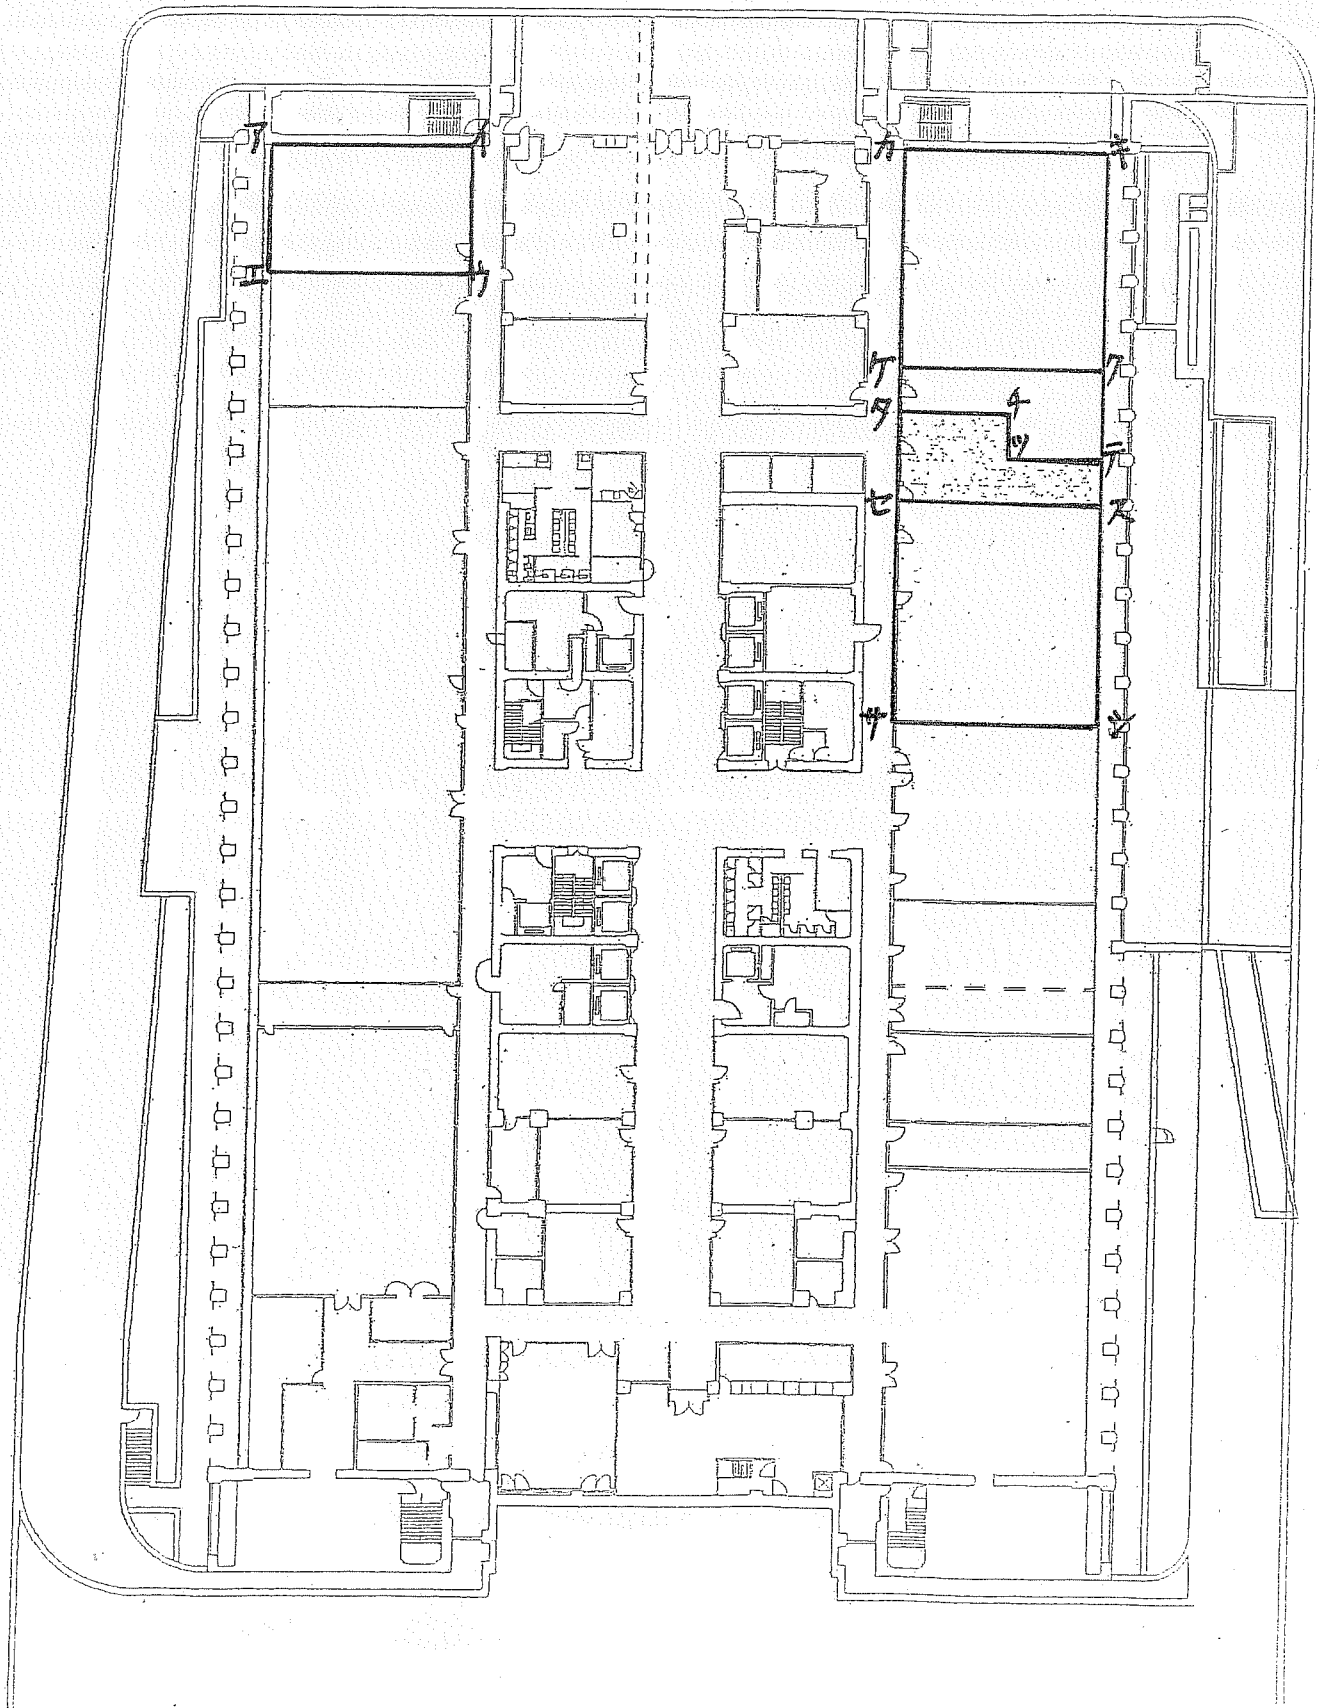 ア
イ
カ
キ
エ
ウ
ケ
ク
タ
チ
ツ
テ
セ
ス
サ
シ